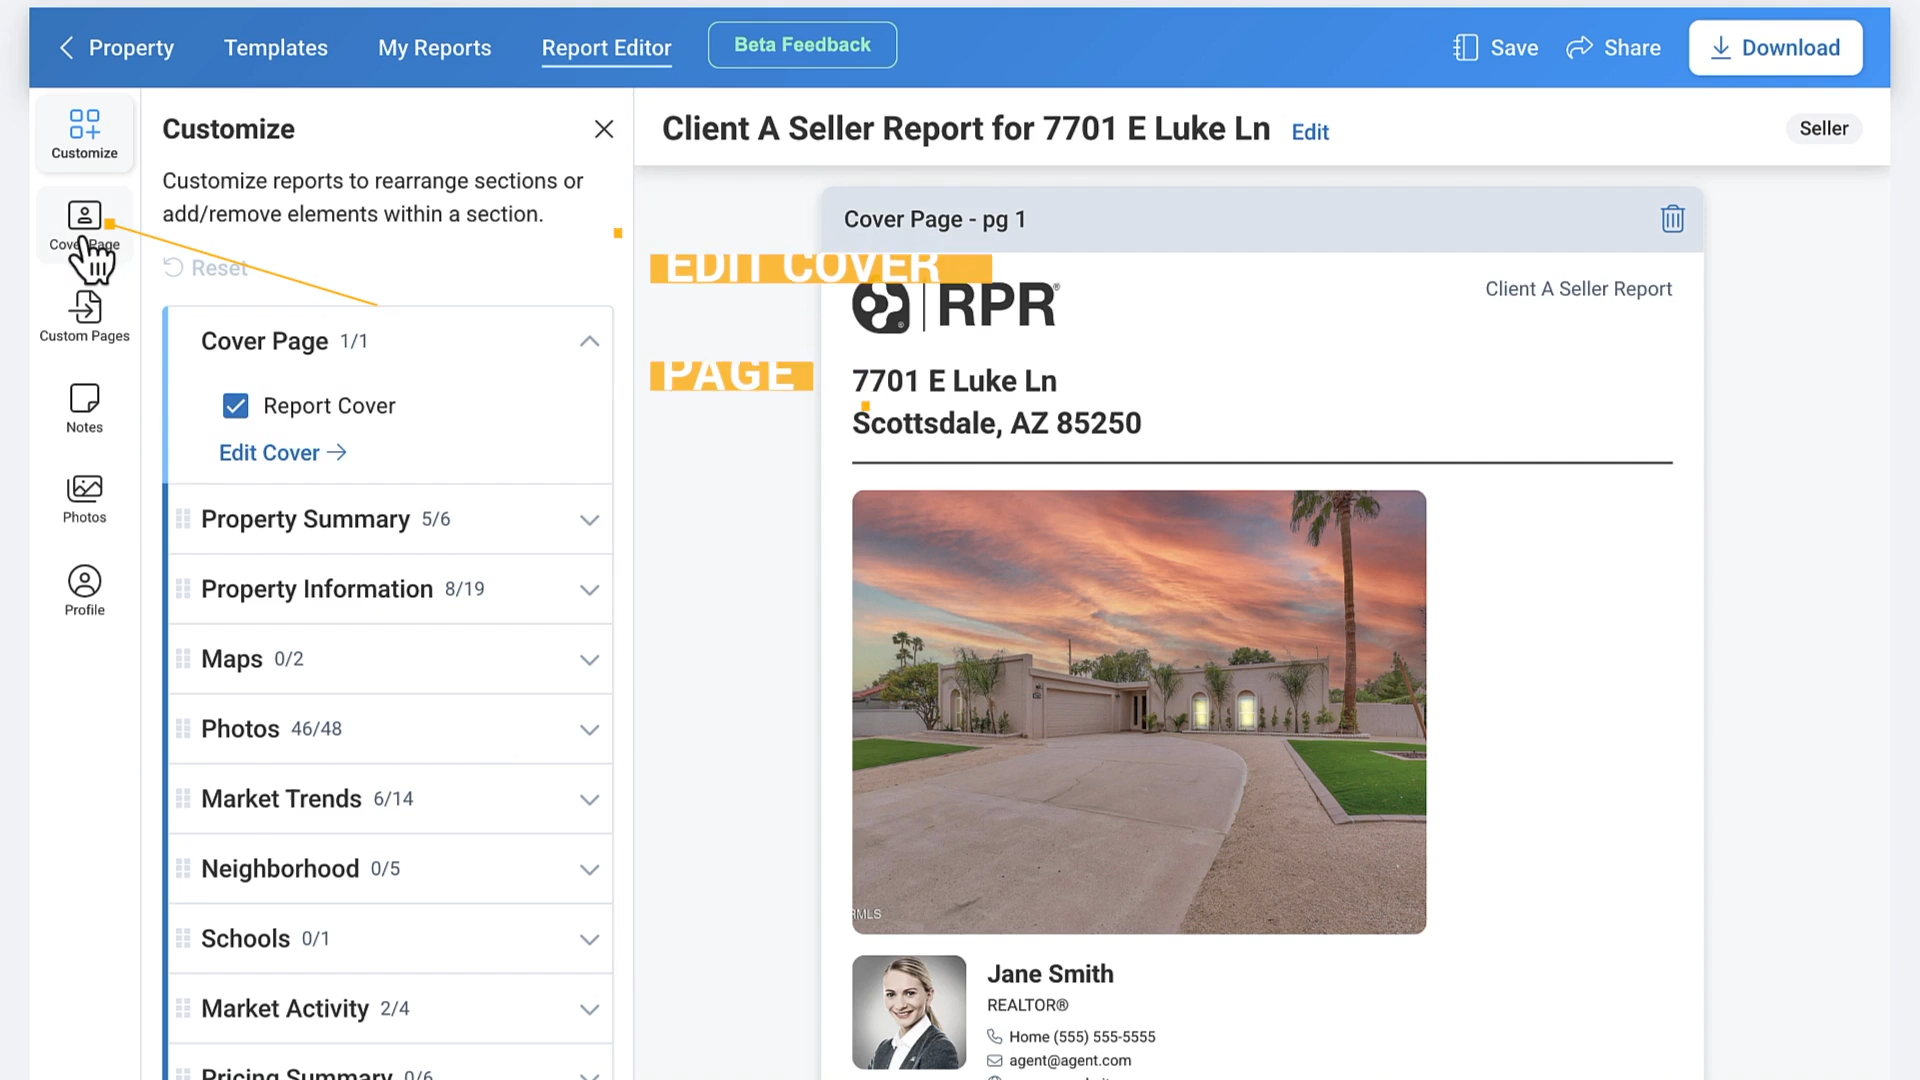 Property
Templates
My Reports
Report Editor
Beta Feedback
Save
Share
Download
Customize
Cover Page
Custom Pages
Notes
Photos
Profile
Customize
Customize reports to rearrange sections or
add/remove elements within a section.
Reset
Cover Page 1/1
Report Cover
Edit Cover
Property Summary 5/6
Property Information 8/19
Maps 0/2
Photos 46/48
Market Trends 6/14
Neighborhood 0/5
Schools 0/1
Market Activity 2/4
Pricing Summary 0/6
Client A Seller Report for 7701 E Luke Ln
Edit
Seller
Cover Page - pg 1
EDIT COVER
PAGE
RPR®
Client A Seller Report
7701 E Luke Ln
Scottsdale, AZ 85250
RMLS
Jane Smith
REALTOR®
Home (555) 555-5555
agent@agent.com